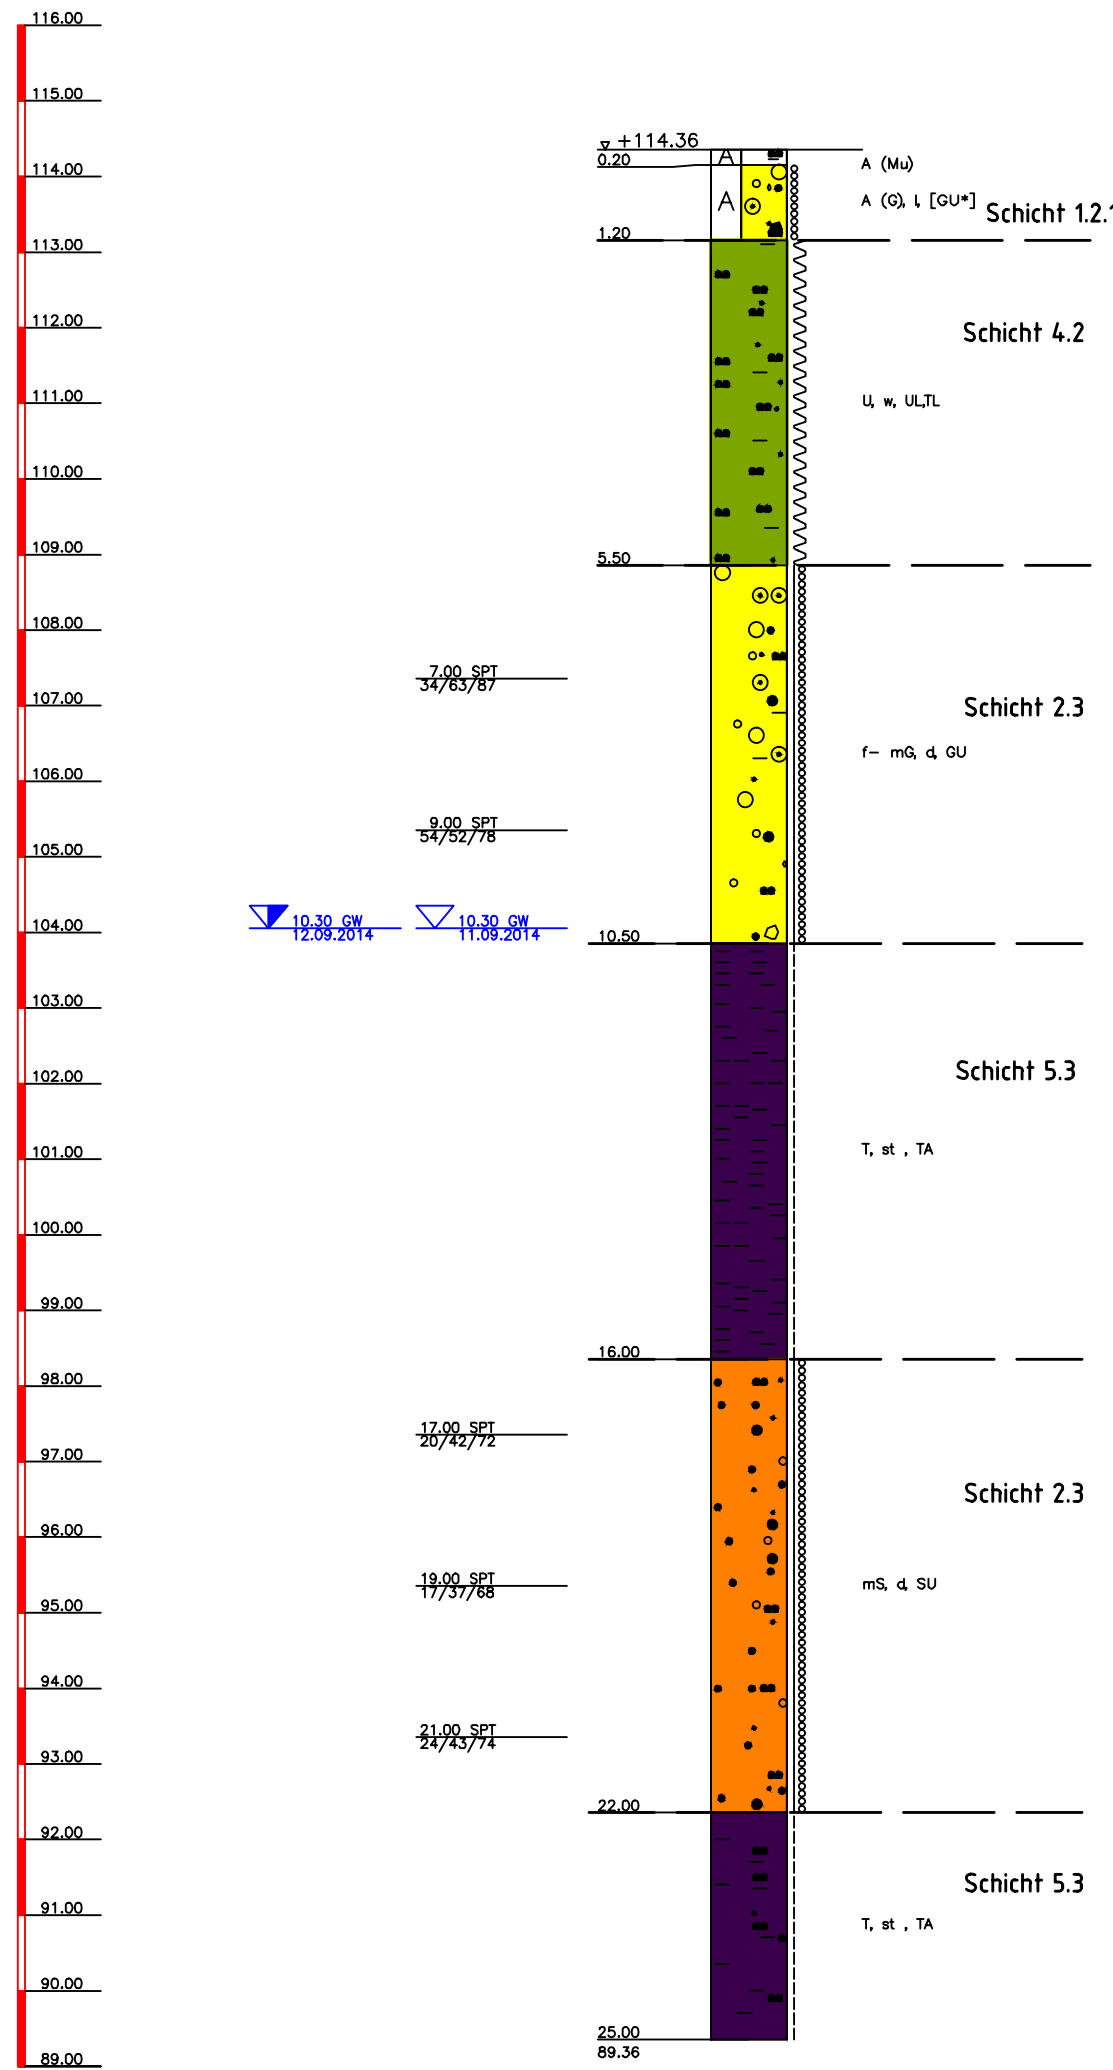 116.00
115.00
+114.36
0.20
A
A (Mu)
114.00
A
A (G), l, [GU*]
Schicht 1.2.1
1.20
113.00
112.00
Schicht 4.2
111.00
U, w, UL,TL
110.00
109.00
5.50
108.00
7.00 SPT
34/63/87
107.00
Schicht 2.3
f- mG, d, GU
106.00
9.00 SPT
54/52/78
105.00
10.30 GW
12.09.2014
10.30 GW
11.09.2014
104.00
10.50
103.00
102.00
Schicht 5.3
101.00
T, st , TA
100.00
99.00
16.00
98.00
17.00 SPT
20/42/72
97.00
Schicht 2.3
96.00
19.00 SPT
17/37/68
mS, d, SU
95.00
94.00
21.00 SPT
24/43/74
93.00
22.00
92.00
Schicht 5.3
91.00
T, st , TA
90.00
25.00
89.36
89.00